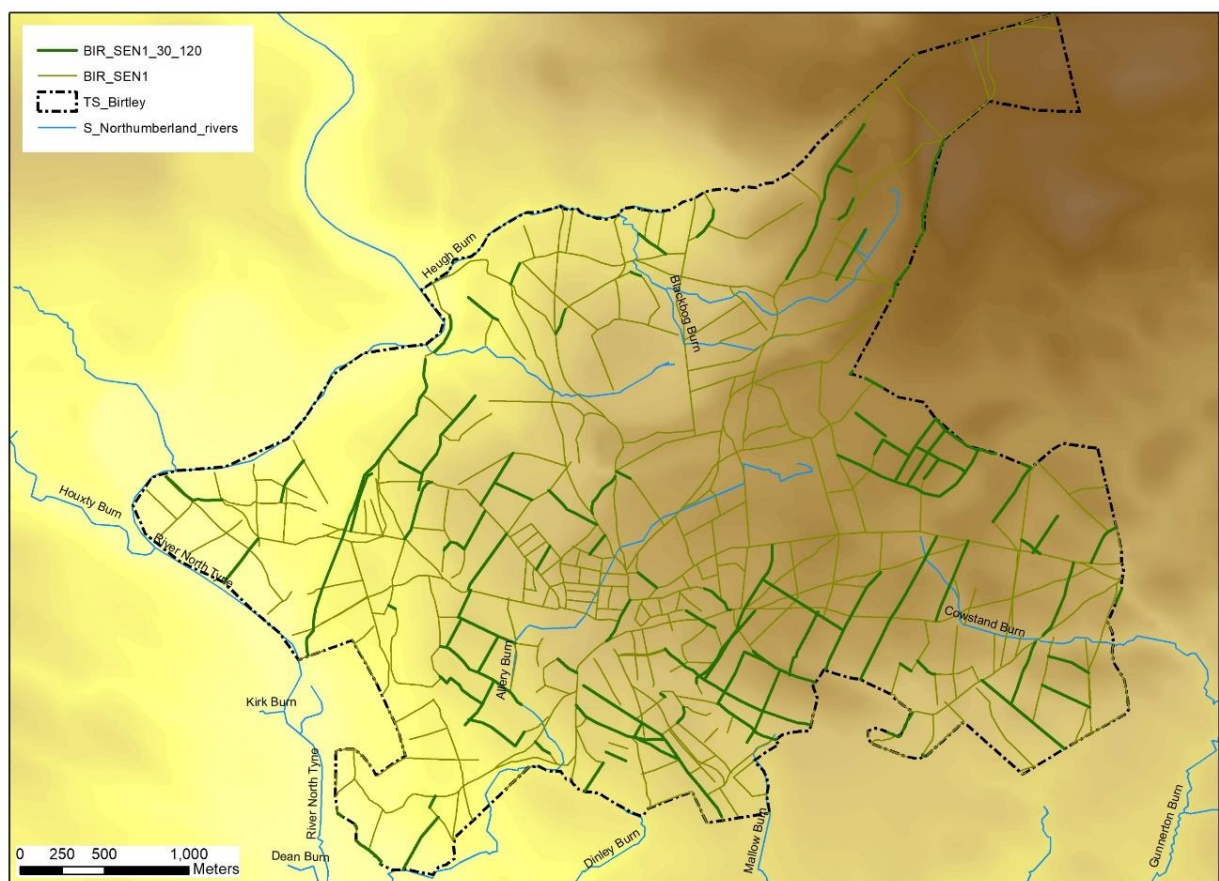 BIR_SEN1_30_120
BIR_SEN1
TS_Birtley
S_Northumberland_rivers
Heugh Burn
Blackbog Burn
Houxty Burn
River North Tyne
Cowstand Burn
Allery Burn
Kirk Burn
River North Tyne
Dean Burn
Dinley Burn
Mallow Burn
Gunnerton Burn
0 250 500 1,000
Meters